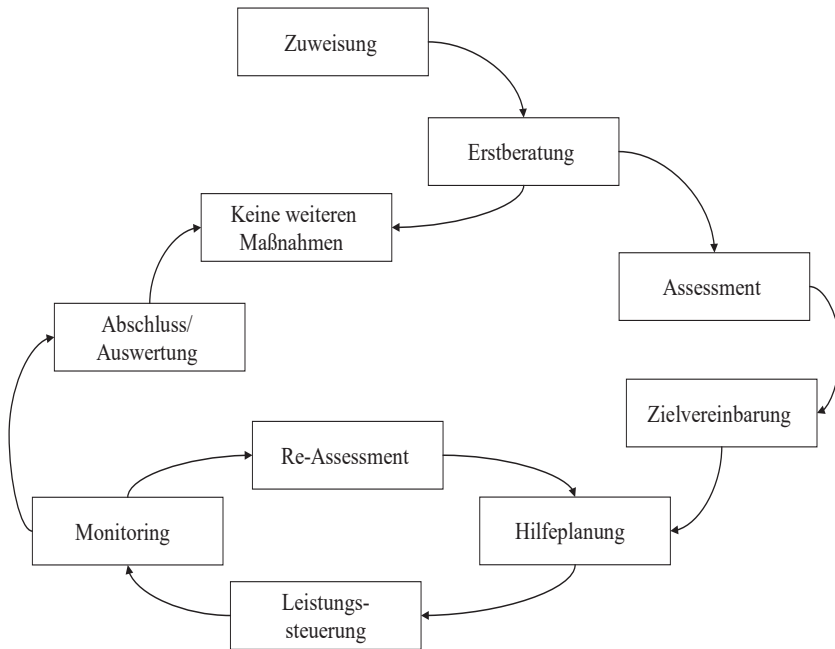 Zuweisung
Erstberatung
Keine weiteren
Maßnahmen
Assessment
Abschluss/
Auswertung
Zielvereinbarung
Re-Assessment
Monitoring
Hilfeplanung
Leistungs-
steuerung